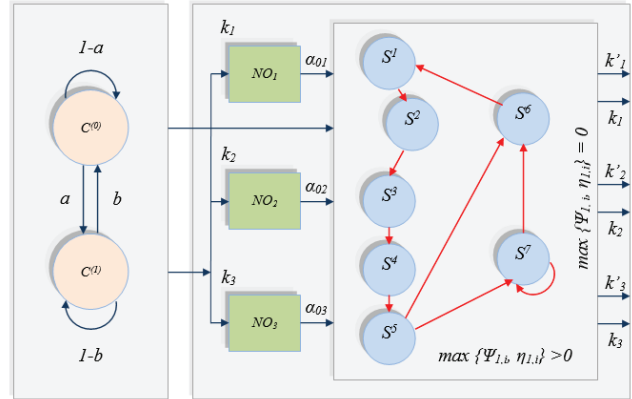 1-a
C(0)
a
b
C(1)
1-b
k1
NO1
α01
k2
NO2
α02
k3
NO3
α03
S1
S2
S3
S4
S5
S6
S7
max {Ψ1,i, η1,i} = 0
max {Ψ1,i, η1,i} >0
k'1
k1
k'2
k2
k'3
k3